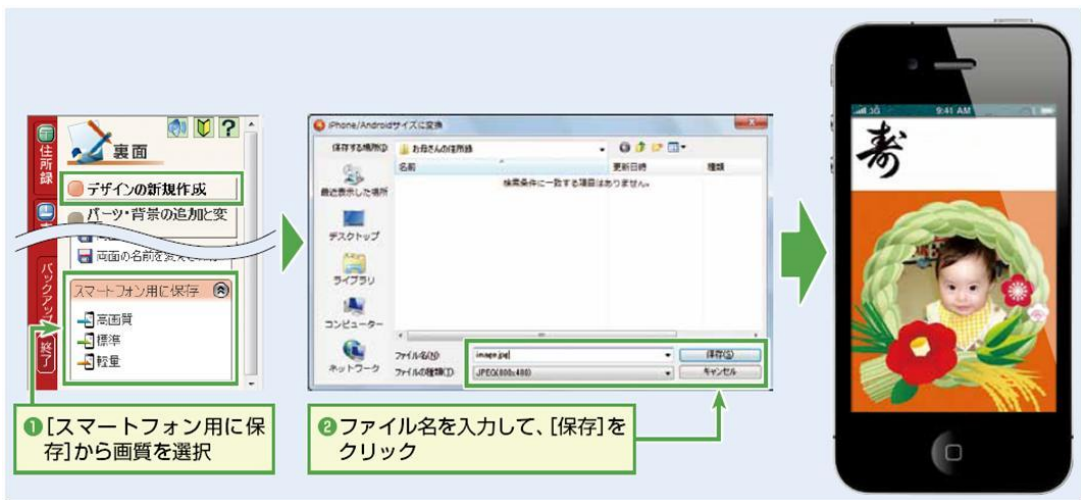 住所録
裏面
?
デザインの新規作成
パーツ・背景の追加と変
スマートフォン用に保存
高画質
標準
軽量
バックアップ
終了
❶[スマートフォン用に保
存]から画質を選択
iPhone/Androidサイズに変換
保存する場所(I):
お母さんの住所録
名前
更新日時
種類
検索条件に一致する項目はありません。
最近表示した場所
デスクトップ
ライブラリ
コンピューター
ネットワーク
ファイル名(N):
image.jpg
保存(S)
ファイルの種類(T):
JPEG(800x480)
キャンセル
❷ファイル名を入力して、[保存]を
クリック
3G
9:41 AM
寿